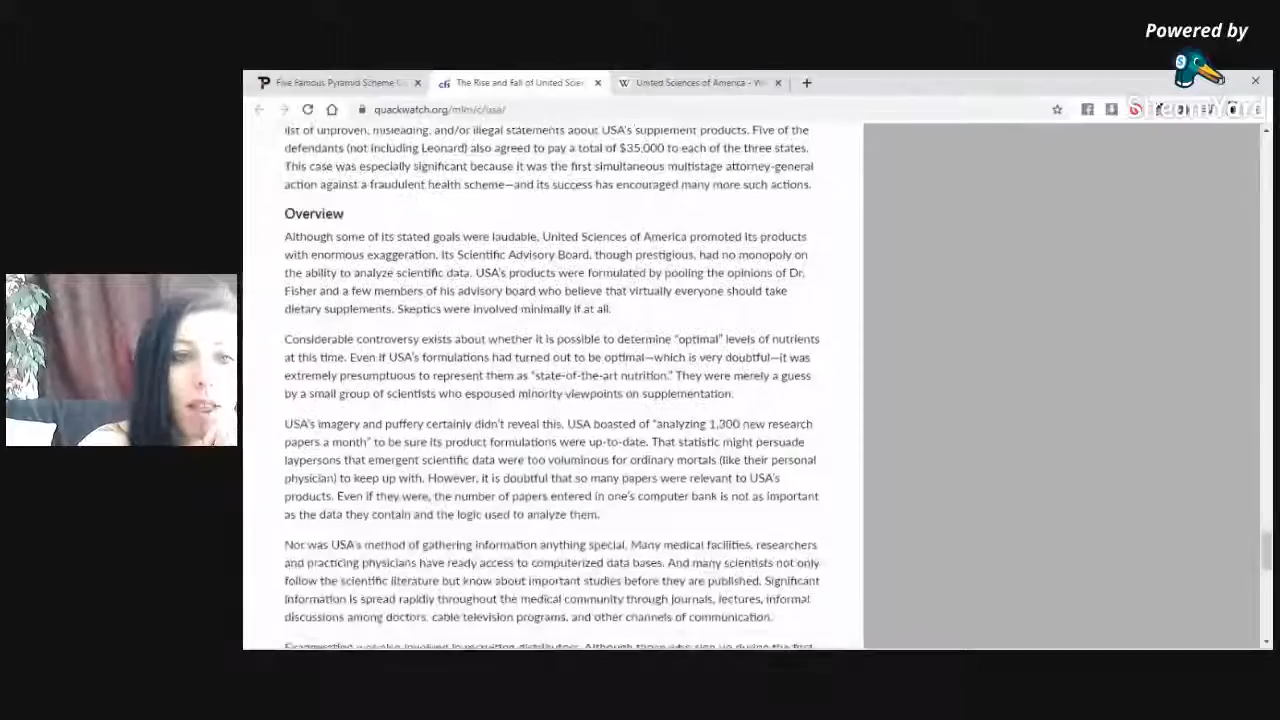 Powered by
StreamYard
Five Famous Pyramid Scheme
The Rise and Fall of United Scien
United Sciences of America - W
quackwatch.org/mlm/c/usa/
list of unproven, misleading, and/or illegal statements about USA's supplement products. Five of the
defendants (not including Leonard) also agreed to pay a total of $35,000 to each of the three states.
This case was especially significant because it was the first simultaneous multistage attorney-general
action against a fraudulent health scheme—and its success has encouraged many more such actions.
Overview
Although some of its stated goals were laudable, United Sciences of America promoted its products
with enormous exaggeration. Its Scientific Advisory Board, though prestigious, had no monopoly on
the ability to analyze scientific data. USA's products were formulated by pooling the opinions of Dr.
Fisher and a few members of his advisory board who believe that virtually everyone should take
dietary supplements. Skeptics were involved minimally if at all.
Considerable controversy exists about whether it is possible to determine "optimal" levels of nutrients
at this time. Even if USA's formulations had turned out to be optimal—which is very doubtful—it was
extremely presumptuous to represent them as "state-of-the-art nutrition." They were merely a guess
by a small group of scientists who espoused minority viewpoints on supplementation.
USA's imagery and puffery certainly didn't reveal this. USA boasted of "analyzing 1,300 new research
papers a month" to be sure its product formulations were up-to-date. That statistic might persuade
laypersons that emergent scientific data were too voluminous for ordinary mortals (like their personal
physician) to keep up with. However, it is doubtful that so many papers were relevant to USA's
products. Even if they were, the number of papers entered in one's computer bank is not as important
as the data they contain and the logic used to analyze them.
Nor was USA's method of gathering information anything special. Many medical facilities, researchers
and practicing physicians have ready access to computerized data bases. And many scientists not only
follow the scientific literature but know about important studies before they are published. Significant
information is spread rapidly throughout the medical community through journals, lectures, informal
discussions among doctors, cable television programs, and other channels of communication.